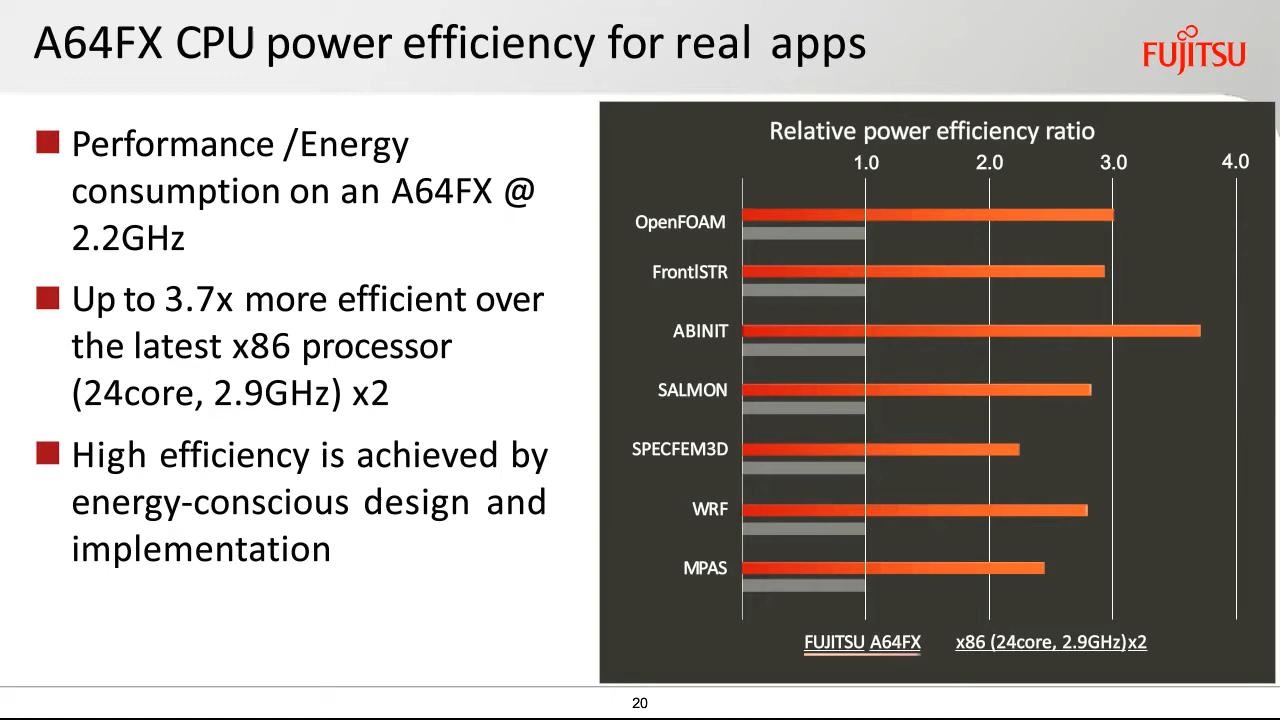 A64FX CPU power efficiency for real apps
FUJITSU
Performance /Energy
consumption on an A64FX @
2.2GHz
Up to 3.7x more efficient over
the latest x86 processor
(24core, 2.9GHz) x2
High efficiency is achieved by
energy-conscious design and
implementation
Relative power efficiency ratio
1.0 2.0 3.0 4.0
OpenFOAM
FrontlSTR
ABINIT
SALMON
SPECFEM3D
WRF
MPAS
FUJITSU A64FX x86 (24core, 2.9GHz)x2
20